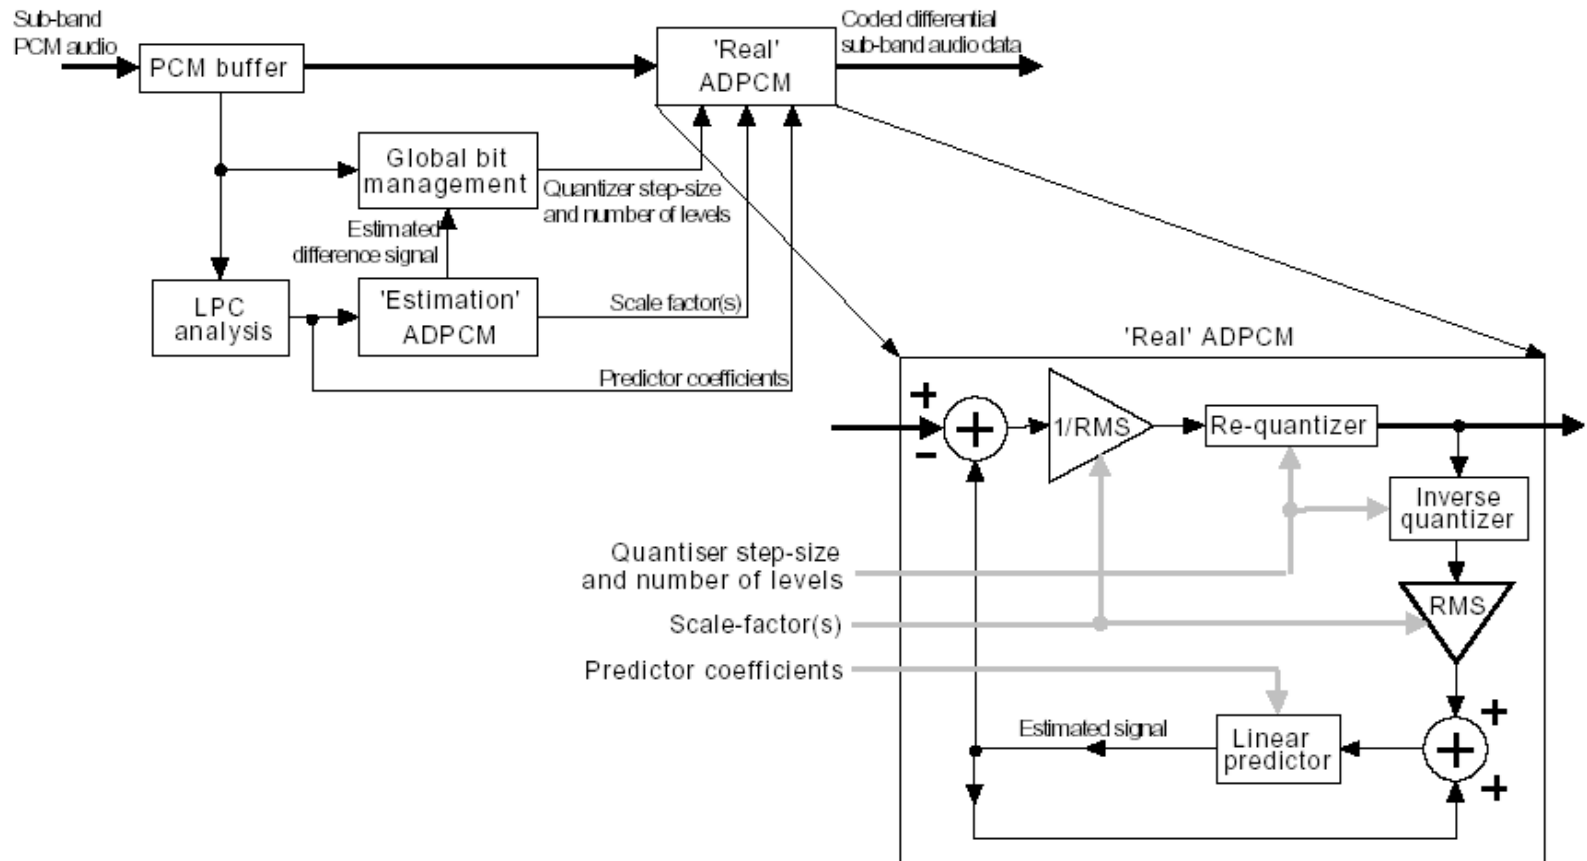 Sub-band
PCM audio
PCM buffer
'Real'
ADPCM
Coded differential
sub-band audio data
Global bit
management
Quantizer step-size
and number of levels
Estimated
difference signal
LPC
analysis
'Estimation'
ADPCM
Scale factor(s)
Predictor coefficients
'Real' ADPCM
+
+
−
1/RMS
Re-quantizer
Inverse
quantizer
Quantiser step-size
and number of levels
RMS
Scale-factor(s)
Predictor coefficients
Estimated signal
Linear
predictor
+
+
+